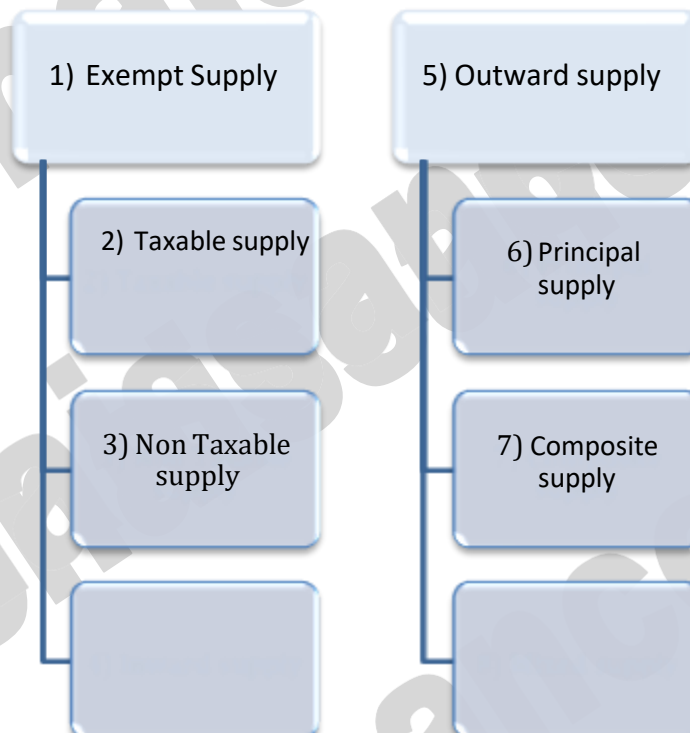 1) Exempt Supply
2) Taxable supply
3) Non Taxable
supply
5) Outward supply
6) Principal
supply
7) Composite
supply